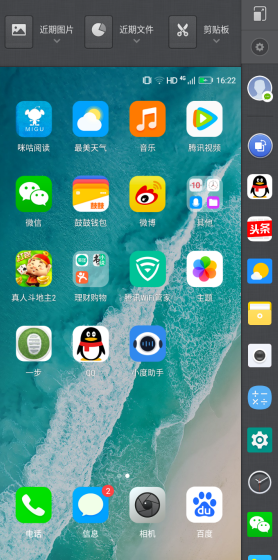 近期图片 近期文件 剪贴板
HD 4G 16:22
MIGU
咪咕阅读 最美天气 音乐 腾讯视频
鼓鼓
-10-
微信 鼓鼓钱包 微博 其他
真人斗地主2 理财购物 腾讯WiFi管家 主题
一步 QQ 小度助手
头条
2
du
电话 信息 相机 百度